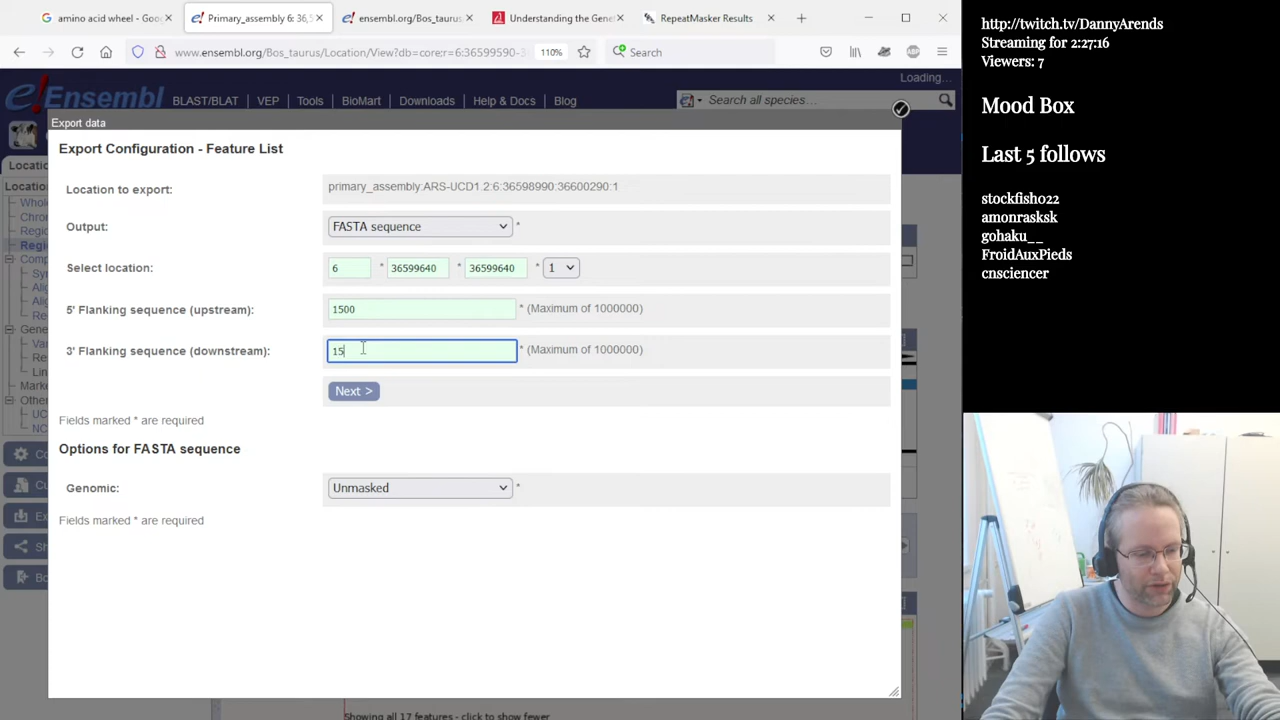 amino acid wheel - Goo
Primary_assembly 6: 36,5
ensembl.org/Bos_taurus
Understanding the Gene
RepeatMasker Results
www.ensembl.org/Bos_taurus/Location/View?db=core;r=6:36599590-3
110%
Search
Loading…
e!Ensembl
BLAST/BLAT
VEP
Tools
BioMart
Downloads
Help & Docs
Blog
Search all species…
Export data
Export Configuration - Feature List
Location to export:
primary_assembly:ARS-UCD1.2:6:36598990:36600290:1
Output:
FASTA sequence
*
Select location:
6 * 36599640 * 36599640 * 1
5' Flanking sequence (upstream):
1500
* (Maximum of 1000000)
3' Flanking sequence (downstream):
15
* (Maximum of 1000000)
Next >
Fields marked * are required
Options for FASTA sequence
Genomic:
Unmasked
*
Fields marked * are required
Showing all 17 features - click to show fewer
http://twitch.tv/DannyArends
Streaming for 2:27:16
Viewers: 7
Mood Box
Last 5 follows
stockfish022
amonrasksk
gohaku__
FroidAuxPieds
cnsciencer